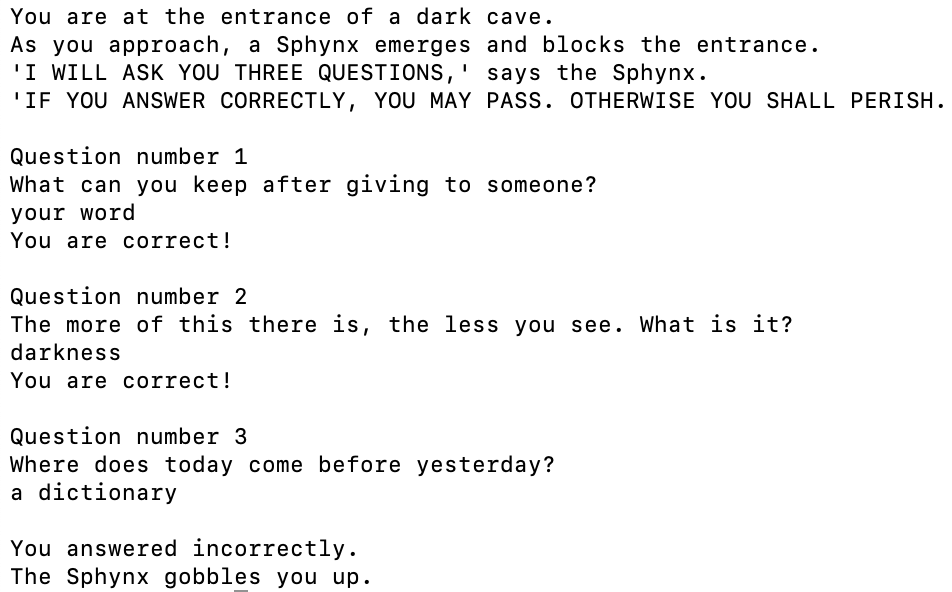 You are at the entrance of a dark cave.
As you approach, a Sphynx emerges and blocks the entrance.
'I WILL ASK YOU THREE QUESTIONS,' says the Sphynx.
'IF YOU ANSWER CORRECTLY, YOU MAY PASS. OTHERWISE YOU SHALL PERISH.
Question number 1
What can you keep after giving to someone?
your word
You are correct!
Question number 2
The more of this there is, the less you see. What is it?
darkness
You are correct!
Question number 3
Where does today come before yesterday?
a dictionary
You answered incorrectly.
The Sphynx gobbles you up.